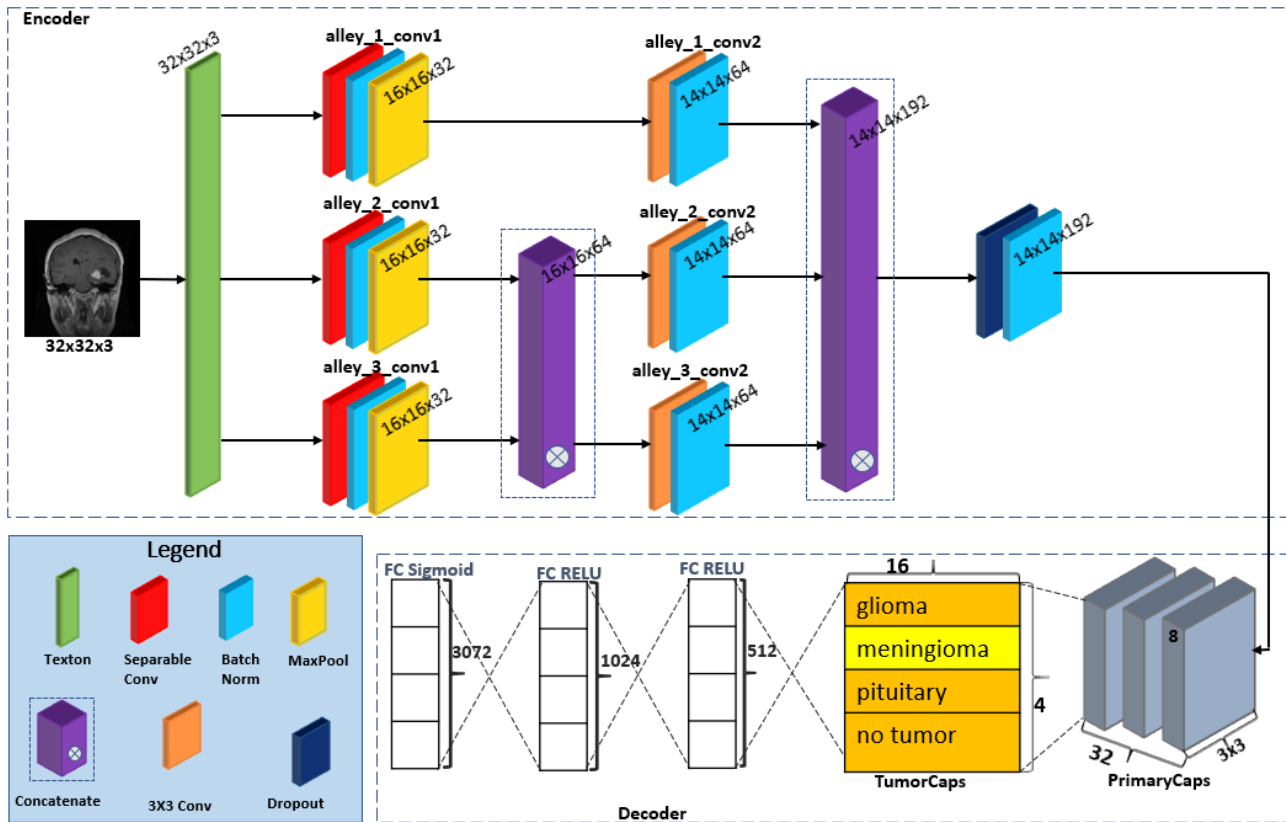 Encoder
32x32x3
alley_1_conv1
16x16x32
alley_1_conv2
14x14x64
14x14x192
alley_2_conv1
16x16x32
16x16x64
alley_2_conv2
14x14x64
14x14x192
32x32x3
alley_3_conv1
16x16x32
alley_3_conv2
14x14x64
Legend
Texton
Separable
Conv
Batch
Norm
MaxPool
Concatenate
3X3 Conv
Dropout
FC Sigmoid
3072
FC RELU
1024
FC RELU
512
16
glioma
meningioma
pituitary
no tumor
4
TumorCaps
8
32
3x3
PrimaryCaps
Decoder